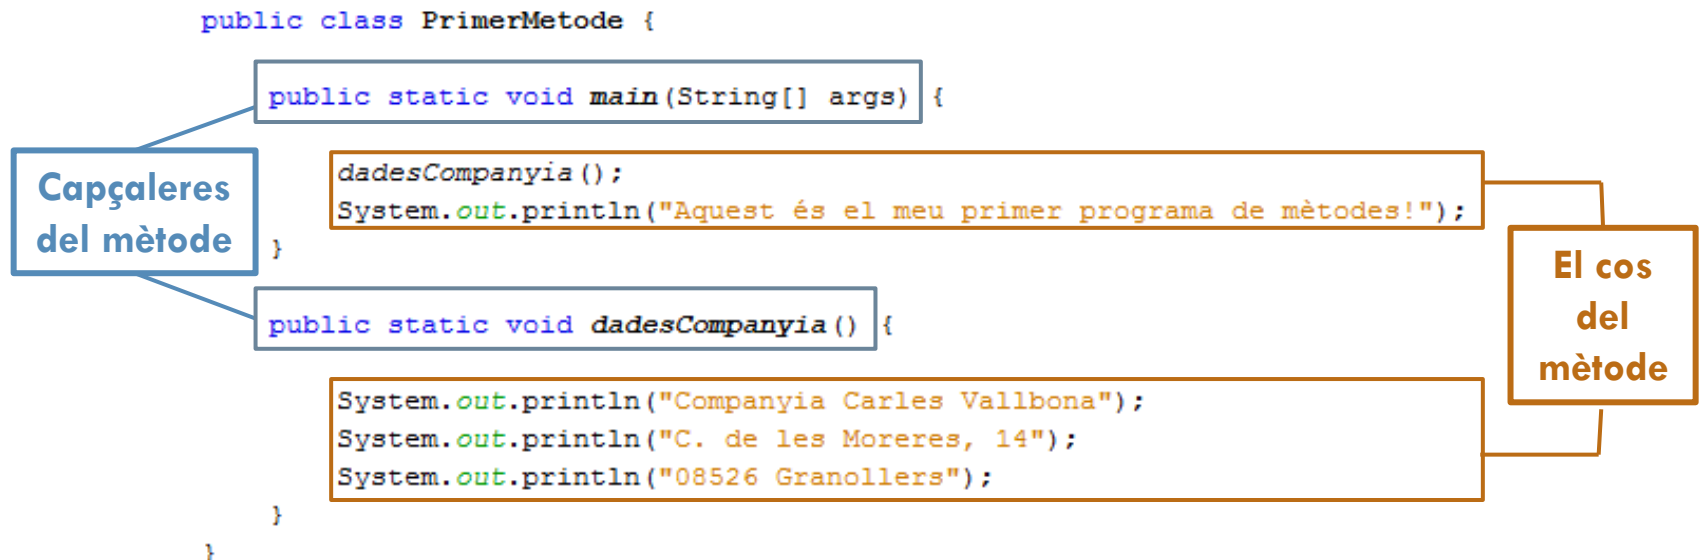 public class PrimerMetode {
public static void main(String[] args) {
Capçaleres
del mètode
dadesCompanyia();
System.out.println("Aquest és el meu primer programa de mètodes!");
}
El cos
del
mètode
public static void dadesCompanyia() {
System.out.println("Companyia Carles Vallbona");
System.out.println("C. de les Moreres, 14");
System.out.println("08526 Granollers");
}
}